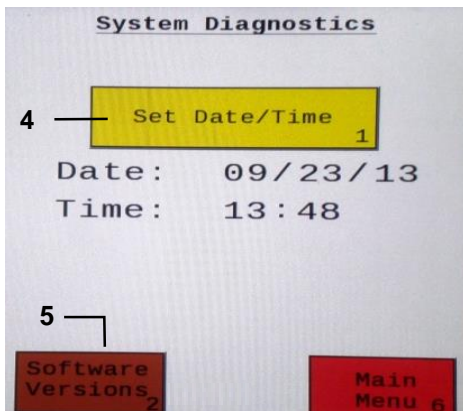 System Diagnostics
4
Set Date/Time
1
Date: 09/23/13
Time: 13:48
5
Software
Versions 2
Main
Menu 6